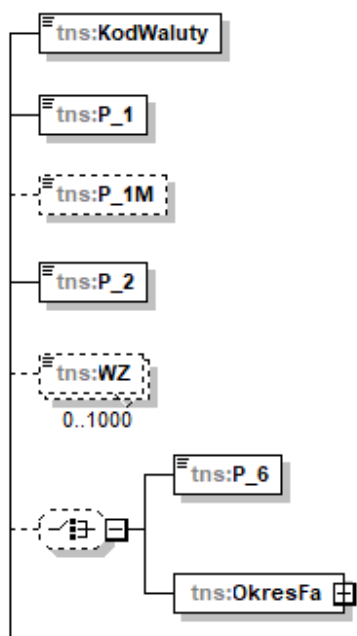 tns:KodWaluty
tns:P_1
tns:P_1M
tns:P_2
tns:WZ
0..1000
tns:P_6
tns:OkresFa